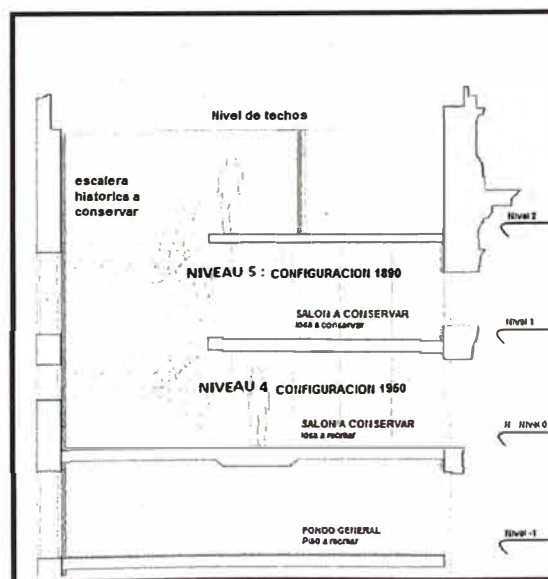 Nivel de techos
escalera
historica a
conservar
Nivel 2
NIVEAU 5 : CONFIGURACION 1890
SALON A CONSERVAR
losa a conservar
Nivel 1
NIVEAU 4 CONFIGURACION 1950
SALON A CONSERVAR
losa a recrear
Nivel 0
FONDO GENERAL
Piso a recrear
Nivel -1